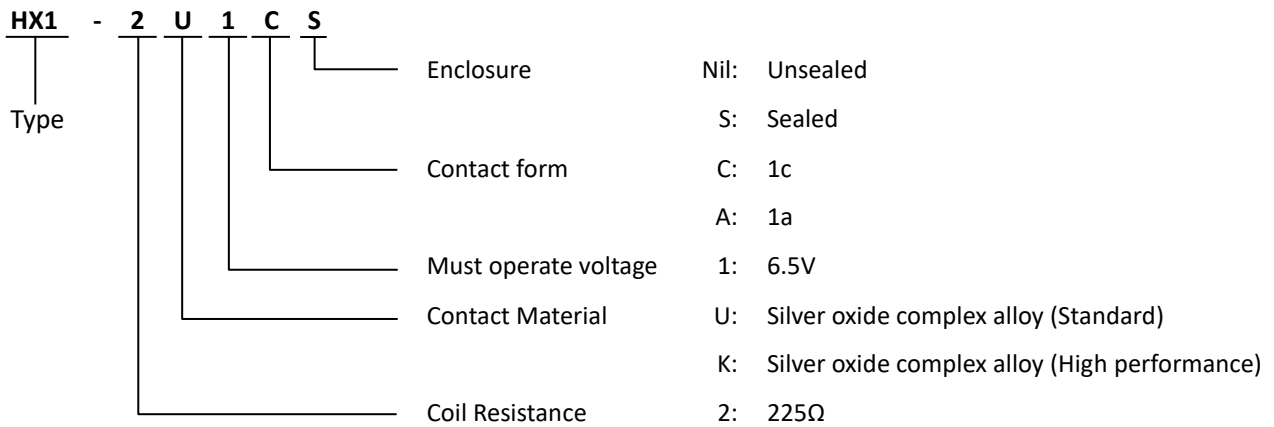 HX1 - 2 U 1 C S
Enclosure Nil: Unsealed
Type S: Sealed
Contact form C: 1c
A: 1a
Must operate voltage 1: 6.5V
Contact Material U: Silver oxide complex alloy (Standard)
K: Silver oxide complex alloy (High performance)
Coil Resistance 2: 225Ω